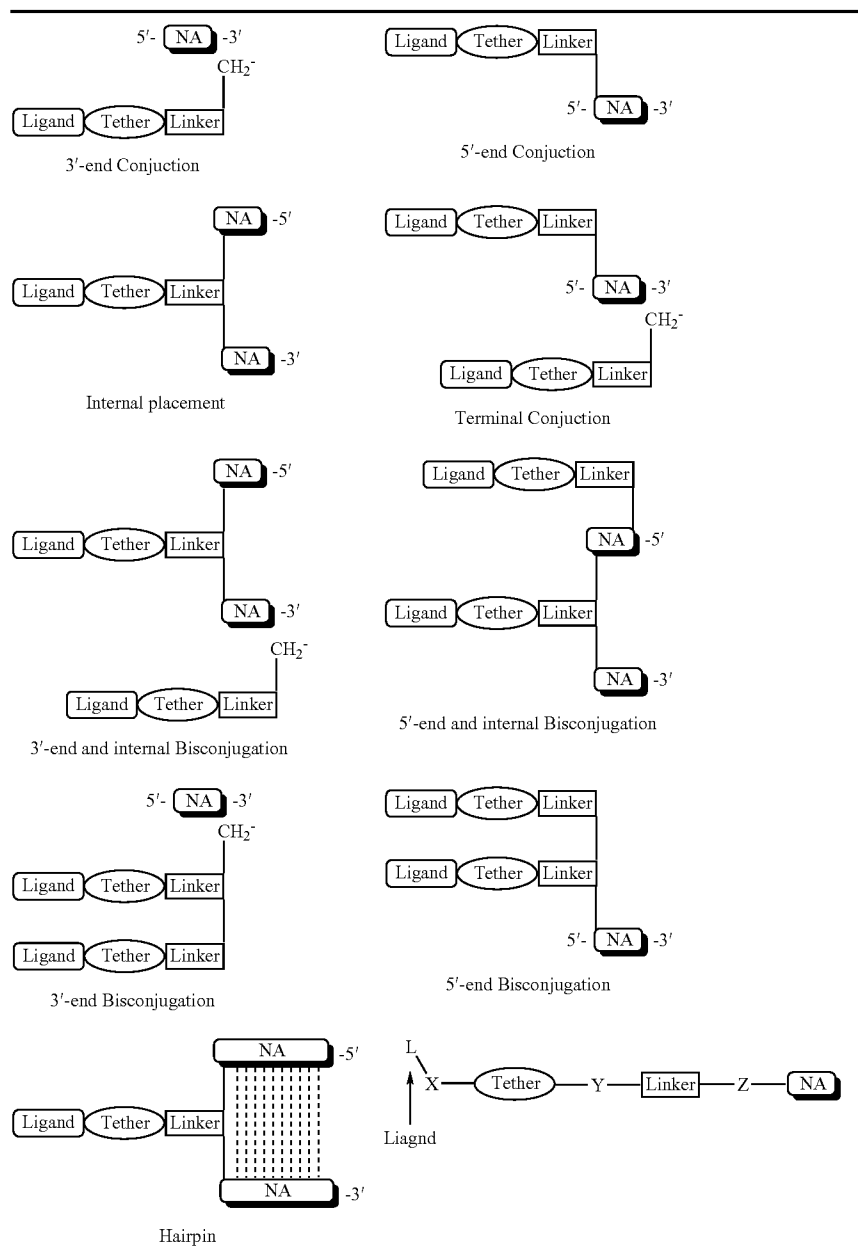 5′- NA -3′
CH2-
Ligand Tether Linker
3′-end Conjuction
Ligand Tether Linker
5′- NA -3′
5′-end Conjuction
NA -5′
Ligand Tether Linker
NA -3′
Internal placement
Ligand Tether Linker
5′- NA -3′
CH2-
Ligand Tether Linker
Terminal Conjuction
NA -5′
Ligand Tether Linker
NA -3′
CH2-
Ligand Tether Linker
3′-end and internal Bisconjugation
Ligand Tether Linker
NA -5′
Ligand Tether Linker
NA -3′
5′-end and internal Bisconjugation
5′- NA -3′
CH2-
Ligand Tether Linker
Ligand Tether Linker
3′-end Bisconjugation
Ligand Tether Linker
Ligand Tether Linker
5′- NA -3′
5′-end Bisconjugation
NA -5′
Ligand Tether Linker
NA -3′
Hairpin
L
X Tether Y Linker Z NA
Liagnd